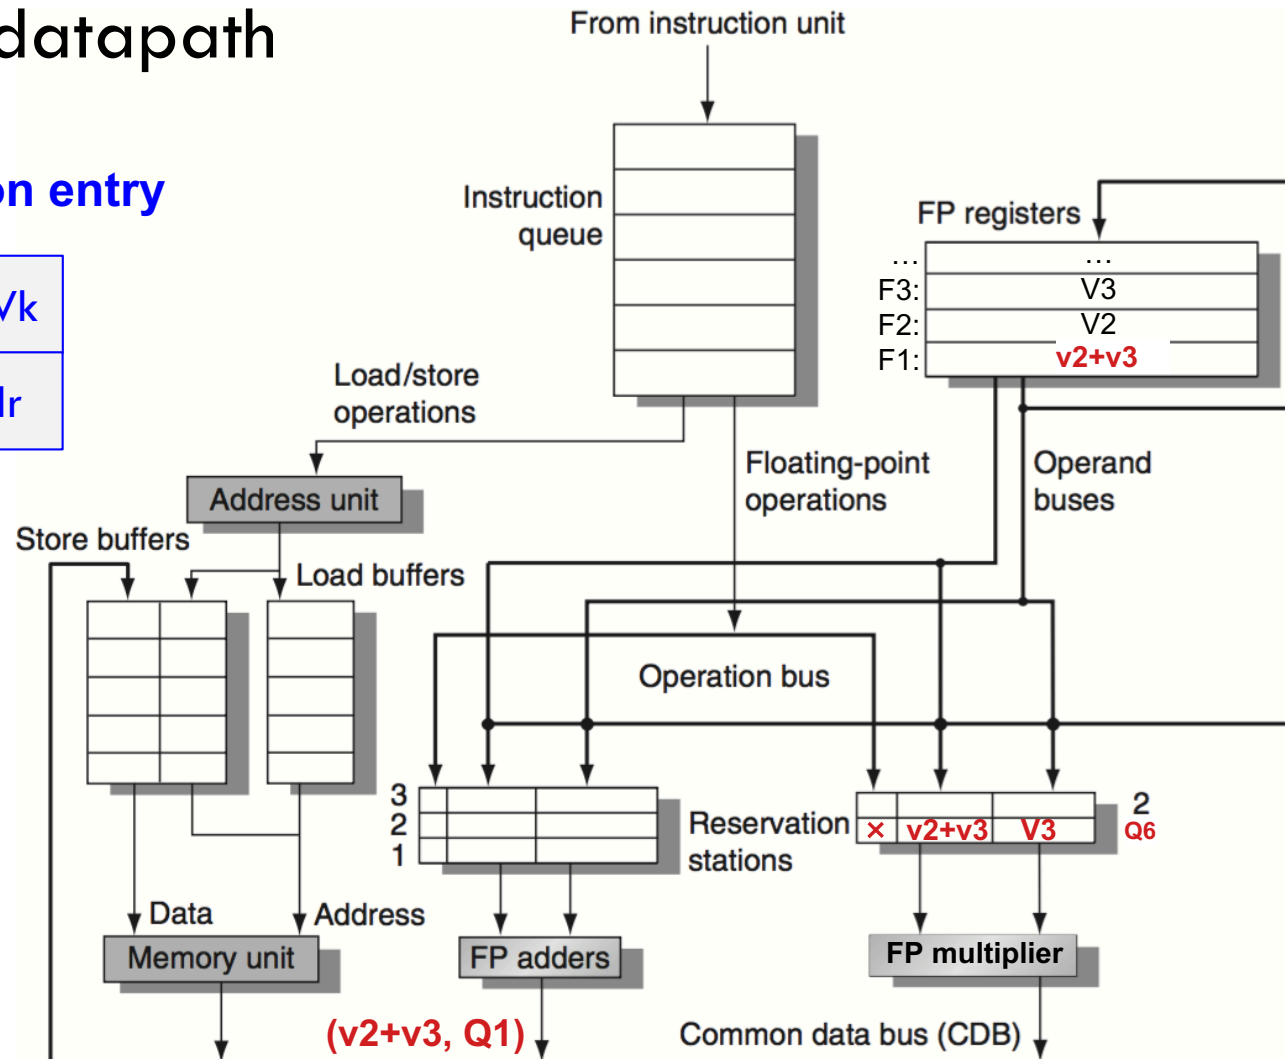 datapath
From instruction unit
on entry
Instruction
queue
FP registers
... ...
F3: V3
F2: V2
F1: v2+v3
Vk
Load/store
operations
Floating-point
operations
Operand
buses
Address unit
Store buffers
Load buffers
Operation bus
3
2
1
Reservation
stations
2
× v2+v3 V3 Q6
Data
Address
Memory unit
FP adders
FP multiplier
(v2+v3, Q1)
Common data bus (CDB)